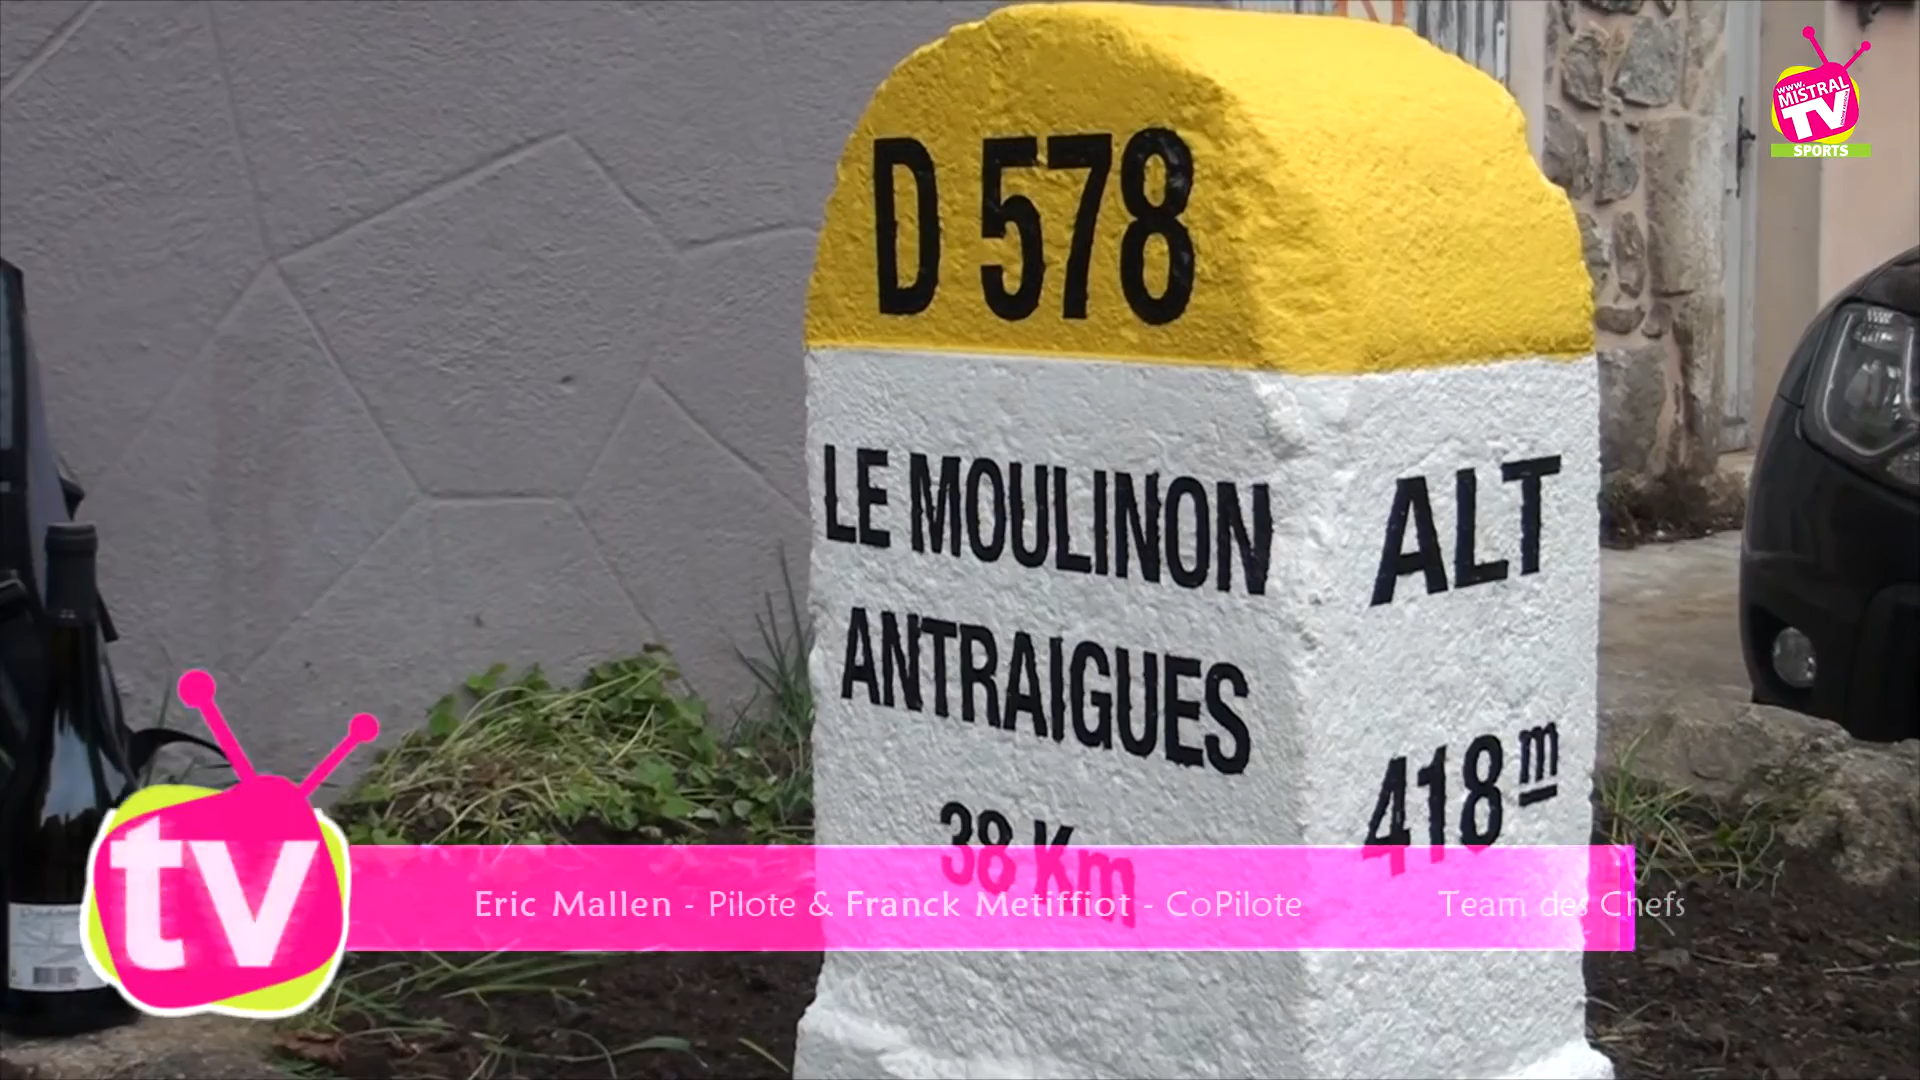 www.
MISTRAL
TV
SPORTS
D 578
LE MOULINON
ANTRAIGUES
38 Km
ALT
418 m
tv
Eric Mallen - Pilote & Franck Metiffiot - CoPilote Team des Chefs